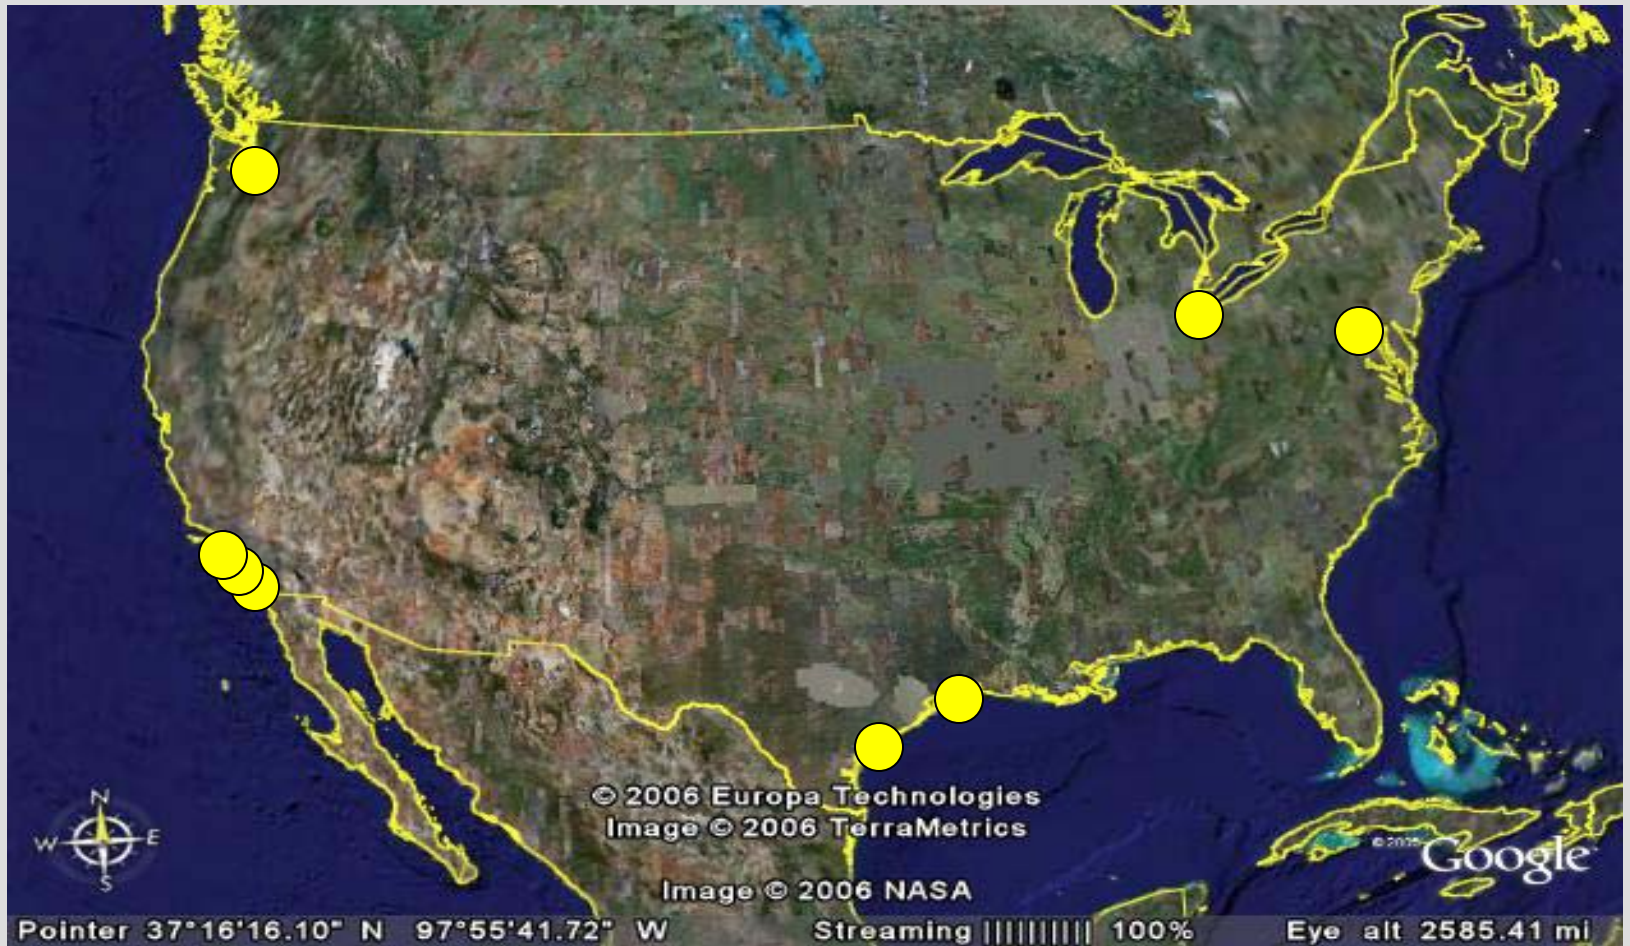 © 2006 Europa Technologies
Image © 2006 TerraMetrics
N
W E
S
Google
Image © 2006 NASA
Pointer 37°16'16.10" N 97°55'41.72" W Streaming |||||||||| 100% Eye alt 2585.41 mi